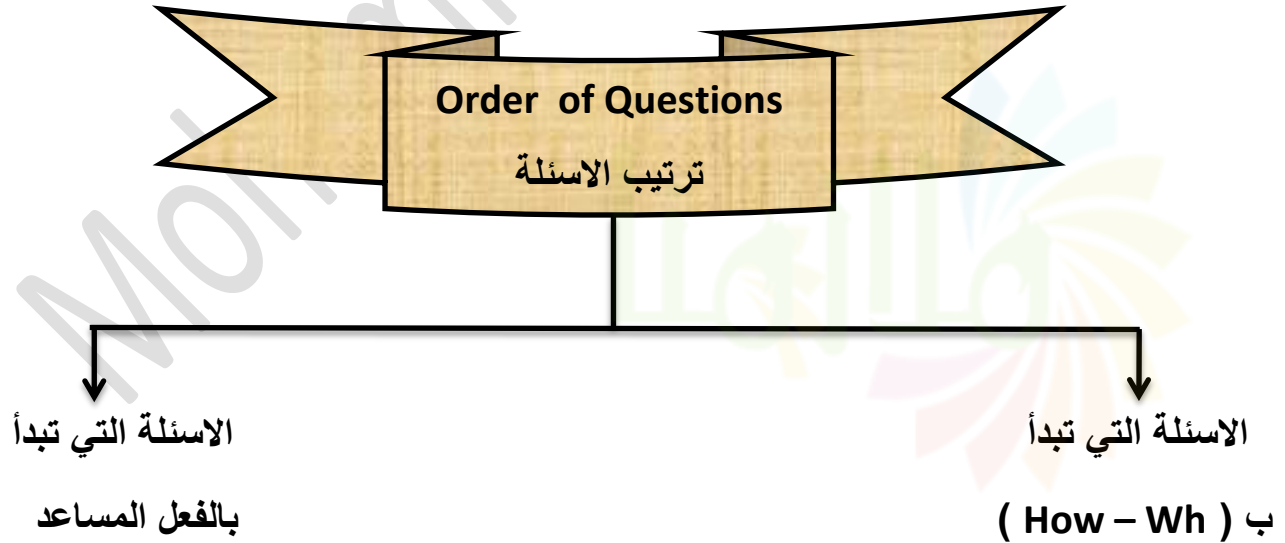 Order of Questions
ترتيب الاسئلة
الاسئلة التي تبدأ
ب ( How – Wh )
الاسئلة التي تبدأ
بالفعل المساعد